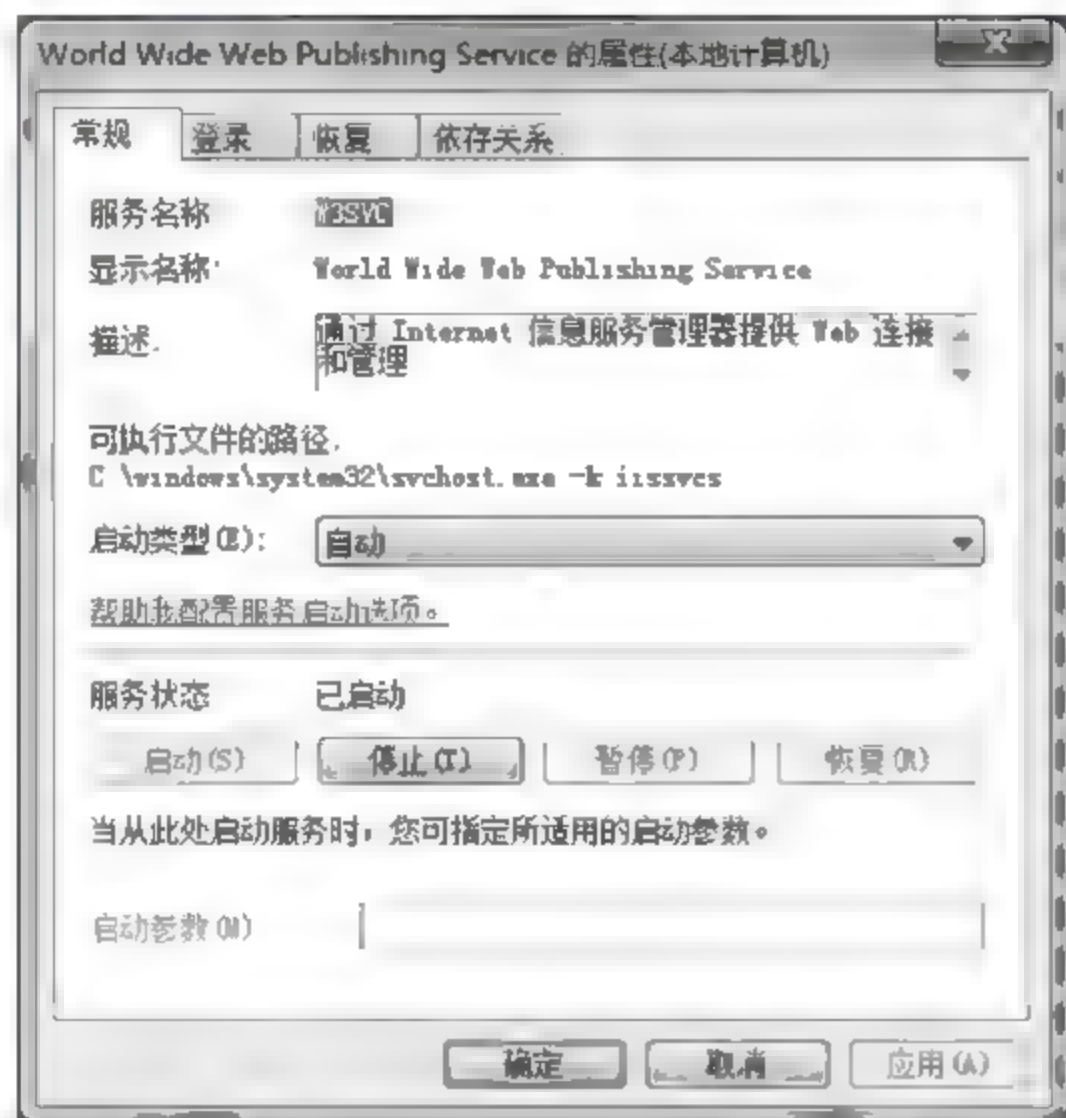 World Wide Web Publishing Service 的属性(本地计算机)
常规 登录 恢复 依存关系
服务名称 W3SVC
显示名称: World Wide Web Publishing Service
描述: 通过 Internet 信息服务管理器提供 Web 连接
和管理
可执行文件的路径:
C:\windows\system32\svchost.exe -k iissvcs
启动类型(E): 自动
帮助我配置服务启动选项。
服务状态 已启动
启动(S) 停止(T) 暂停(P) 恢复(R)
当从此处启动服务时，您可指定所适用的启动参数。
启动参数(M)
确定 取消 应用(A)